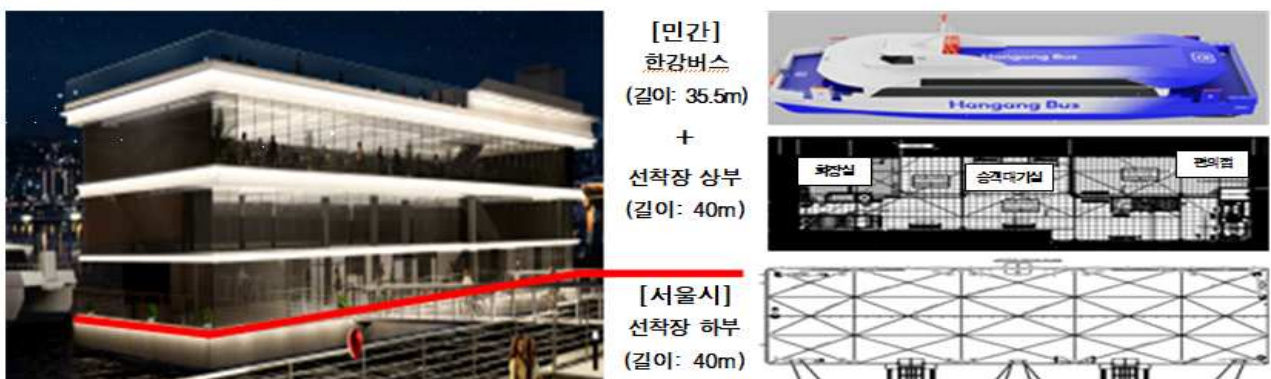 [민간]
한강버스
(길이: 35.5m)
+
선착장 상부
(길이: 40m)
[서울시]
선착장 하부
(길이: 40m)
Hangang Bus
Hangang Bus
화장실
승객대기실
편의점